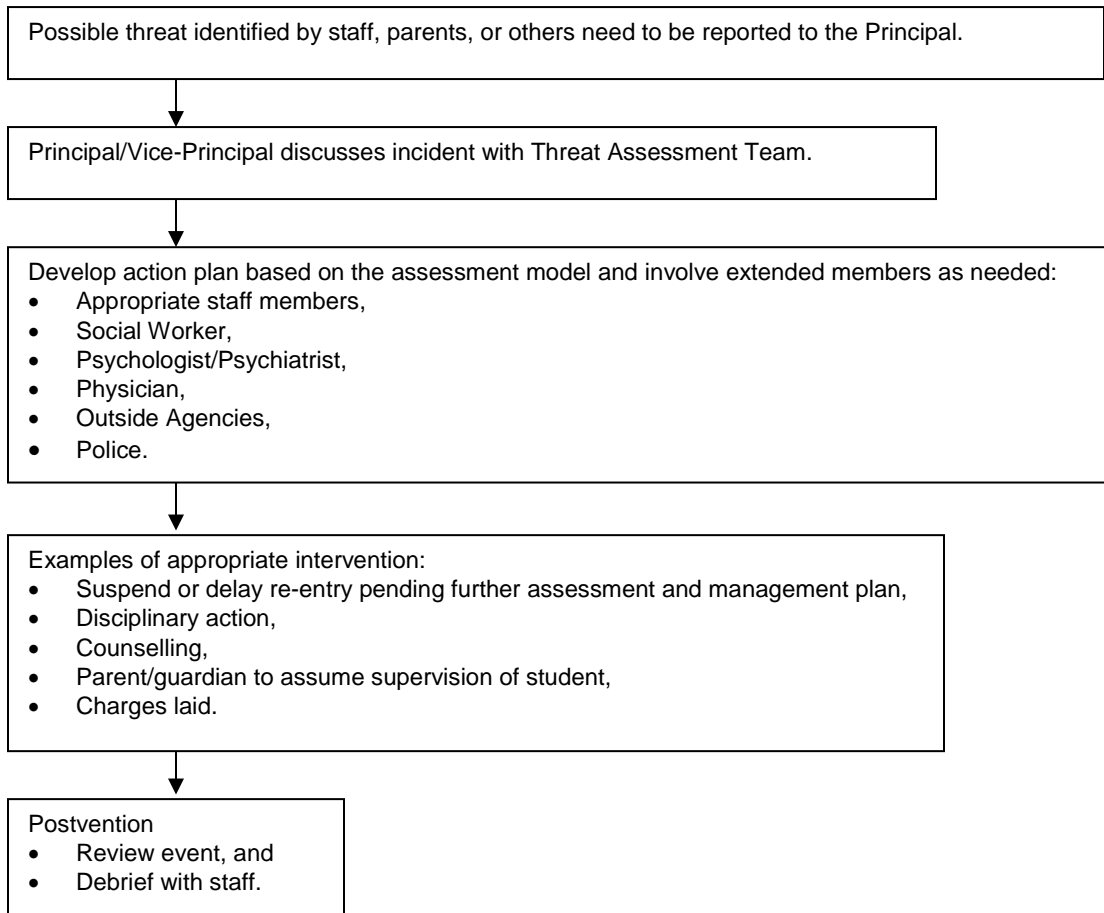 Possible threat identified by staff, parents, or others need to be reported to the Principal.
Principal/Vice-Principal discusses incident with Threat Assessment Team.
Develop action plan based on the assessment model and involve extended members as needed:
• Appropriate staff members,
• Social Worker,
• Psychologist/Psychiatrist,
• Physician,
• Outside Agencies,
• Police.
Examples of appropriate intervention:
• Suspend or delay re-entry pending further assessment and management plan,
• Disciplinary action,
• Counselling,
• Parent/guardian to assume supervision of student,
• Charges laid.
Postvention
• Review event, and
• Debrief with staff.